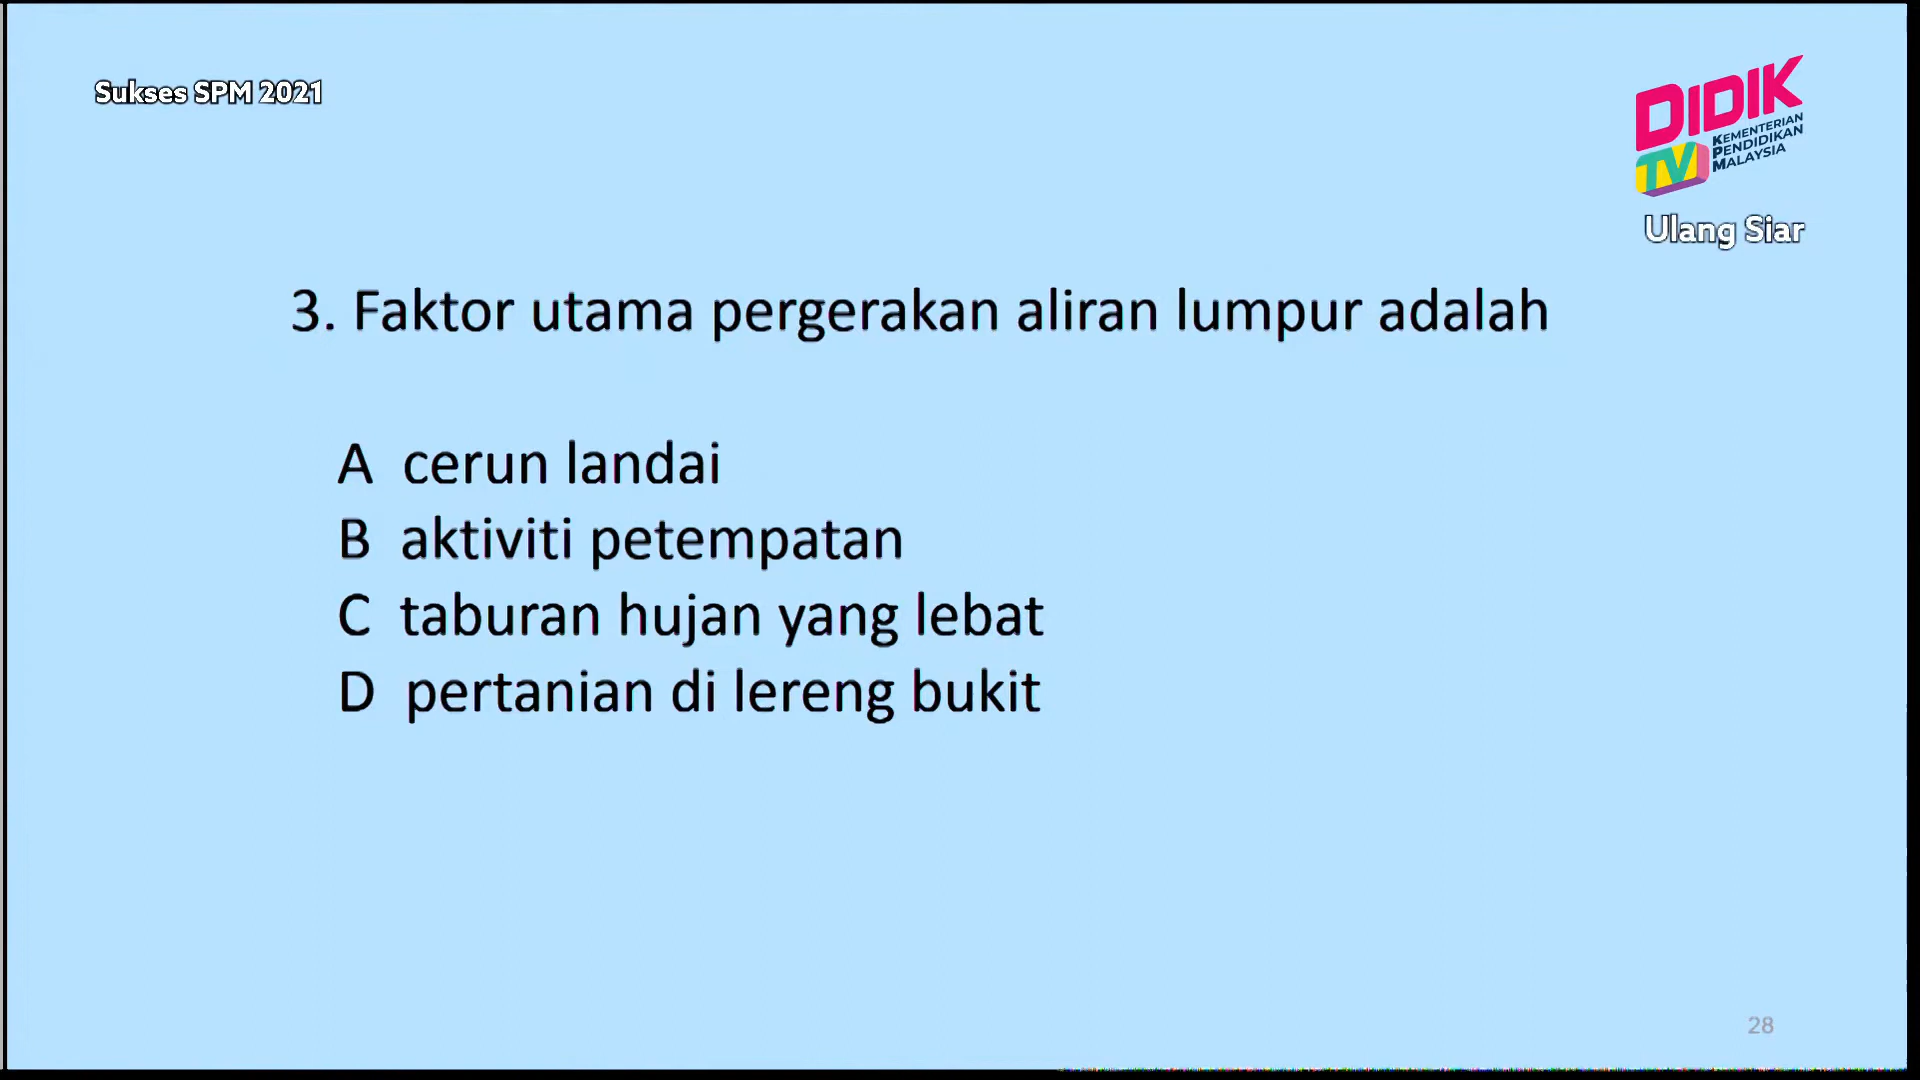 Sukses SPM 2021
DIDIK
TV
KEMENTERIAN
PENDIDIKAN
MALAYSIA
Ulang Siar
3. Faktor utama pergerakan aliran lumpur adalah
A cerun landai
B aktiviti petempatan
C taburan hujan yang lebat
D pertanian di lereng bukit
28